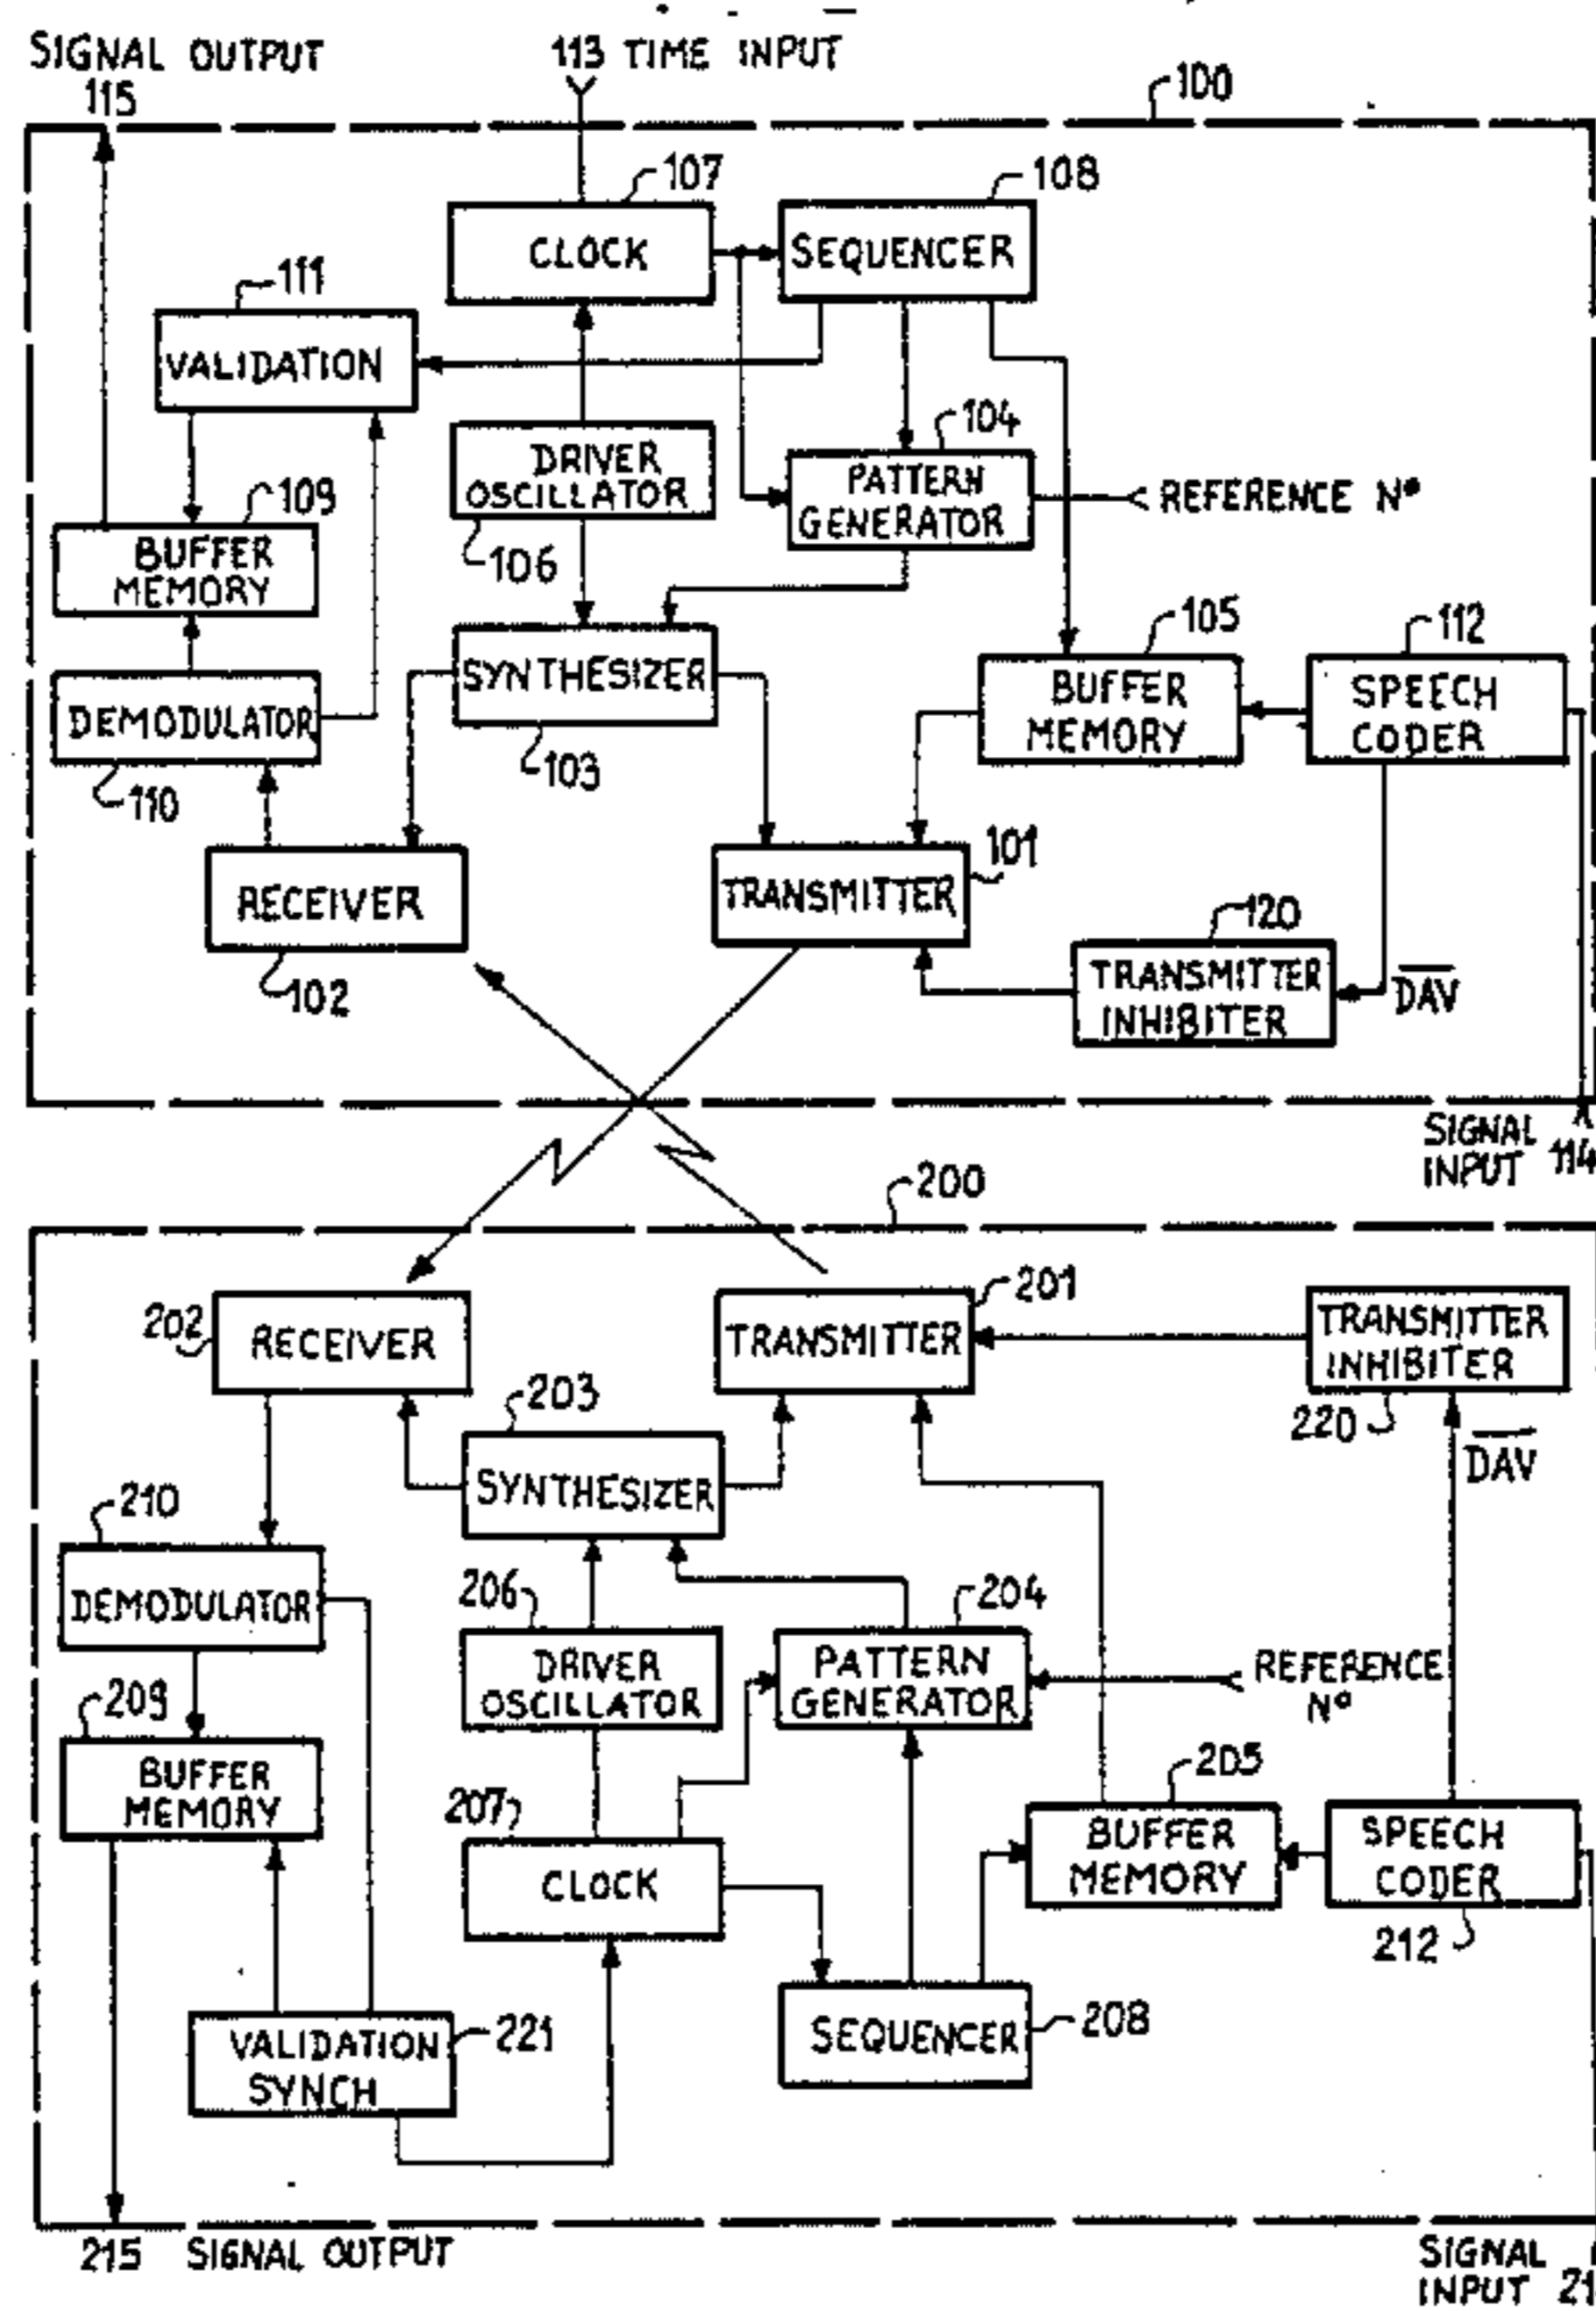 SIGNAL OUTPUT
115
113 TIME INPUT
100
107
108
CLOCK
SEQUENCER
111
VALIDATION
104
DRIVER
OSCILLATOR
106
PATTERN
GENERATOR
REFERENCE Nº
109
BUFFER
MEMORY
105
112
SYNTHESIZER
103
BUFFER
MEMORY
SPEECH
CODER
DEMODULATOR
110
101
RECEIVER
102
TRANSMITTER
120
TRANSMITTER
INHIBITER
DAV
SIGNAL
INPUT 114
200
201
202
RECEIVER
TRANSMITTER
TRANSMITTER
INHIBITER
220
DAV
203
SYNTHESIZER
210
DEMODULATOR
206
204
DRIVER
OSCILLATOR
PATTERN
GENERATOR
REFERENCE
Nº
209
BUFFER
MEMORY
205
207
CLOCK
BUFFER
MEMORY
SPEECH
CODER
212
221
VALIDATION
SYNCH
SEQUENCER
208
215 SIGNAL OUTPUT
SIGNAL
INPUT 21